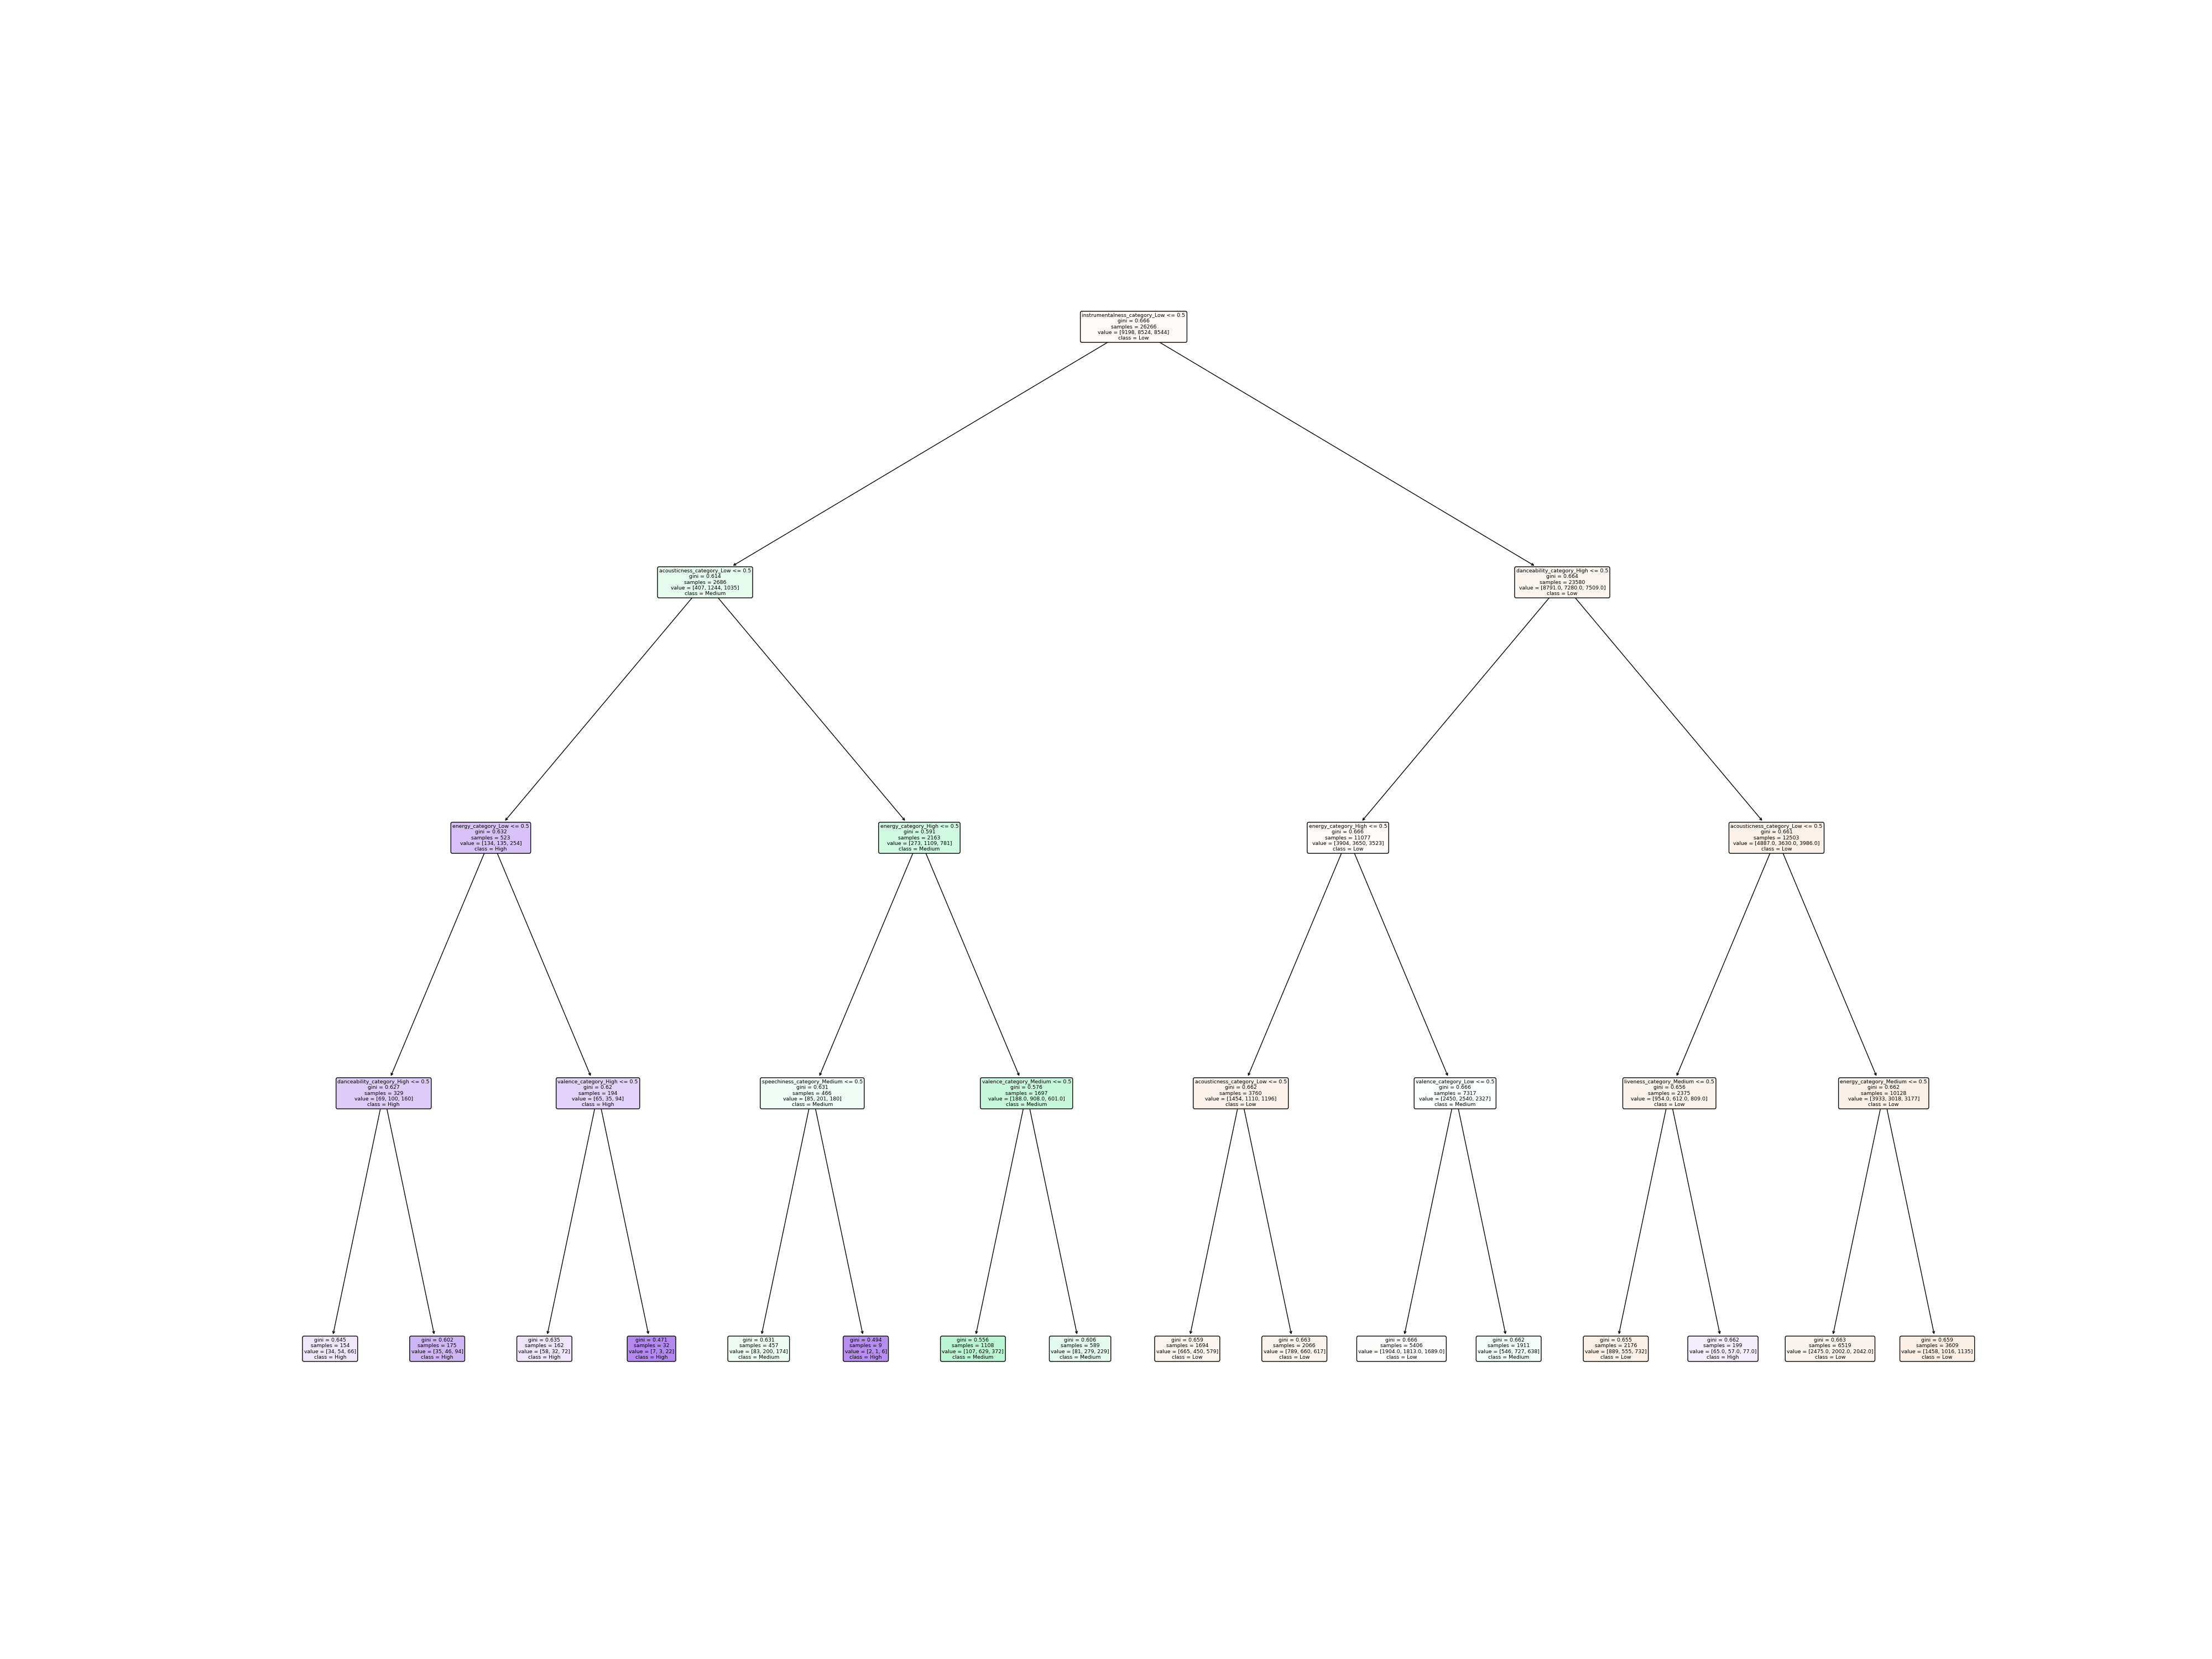 instrumentalness_category_Low <= 0.5
gini = 0.666
samples = 26266
value = [9198, 8524, 8544]
class = Low
acousticness_category_Low <= 0.5
gini = 0.614
samples = 2686
value = [407, 1244, 1035]
class = Medium
danceability_category_High <= 0.5
gini = 0.664
samples = 23580
value = [8791.0, 7280.0, 7509.0]
class = Low
energy_category_Low <= 0.5
gini = 0.632
samples = 523
value = [134, 135, 254]
class = High
energy_category_High <= 0.5
gini = 0.591
samples = 2163
value = [273, 1109, 781]
class = Medium
energy_category_High <= 0.5
gini = 0.666
samples = 11077
value = [3904, 3650, 3523]
class = Low
acousticness_category_Low <= 0.5
gini = 0.661
samples = 12503
value = [4887.0, 3630.0, 3986.0]
class = Low
danceability_category_High <= 0.5
gini = 0.627
samples = 329
value = [69, 100, 160]
class = High
valence_category_High <= 0.5
gini = 0.62
samples = 194
value = [65, 35, 94]
class = High
speechiness_category_Medium <= 0.5
gini = 0.631
samples = 466
value = [85, 201, 180]
class = Medium
valence_category_Medium <= 0.5
gini = 0.576
samples = 1697
value = [188.0, 908.0, 601.0]
class = Medium
acousticness_category_Low <= 0.5
gini = 0.662
samples = 3760
value = [1454, 1110, 1196]
class = Low
valence_category_Low <= 0.5
gini = 0.666
samples = 7317
value = [2450, 2540, 2327]
class = Medium
liveness_category_Medium <= 0.5
gini = 0.656
samples = 2375
value = [954.0, 612.0, 809.0]
class = Low
energy_category_Medium <= 0.5
gini = 0.662
samples = 10128
value = [3933, 3018, 3177]
class = Low
gini = 0.645
samples = 154
value = [34, 54, 66]
class = High
gini = 0.602
samples = 175
value = [35, 46, 94]
class = High
gini = 0.635
samples = 162
value = [58, 32, 72]
class = High
gini = 0.471
samples = 32
value = [7, 3, 22]
class = High
gini = 0.631
samples = 457
value = [83, 200, 174]
class = Medium
gini = 0.494
samples = 9
value = [2, 1, 6]
class = High
gini = 0.556
samples = 1108
value = [107, 629, 372]
class = Medium
gini = 0.606
samples = 589
value = [81, 279, 229]
class = Medium
gini = 0.659
samples = 1694
value = [665, 450, 579]
class = Low
gini = 0.663
samples = 2066
value = [789, 660, 617]
class = Low
gini = 0.666
samples = 5406
value = [1904.0, 1813.0, 1689.0]
class = Low
gini = 0.662
samples = 1911
value = [546, 727, 638]
class = Medium
gini = 0.655
samples = 2176
value = [889, 555, 732]
class = Low
gini = 0.662
samples = 199
value = [65.0, 57.0, 77.0]
class = High
gini = 0.663
samples = 6519
value = [2475.0, 2002.0, 2042.0]
class = Low
gini = 0.659
samples = 3609
value = [1458, 1016, 1135]
class = Low